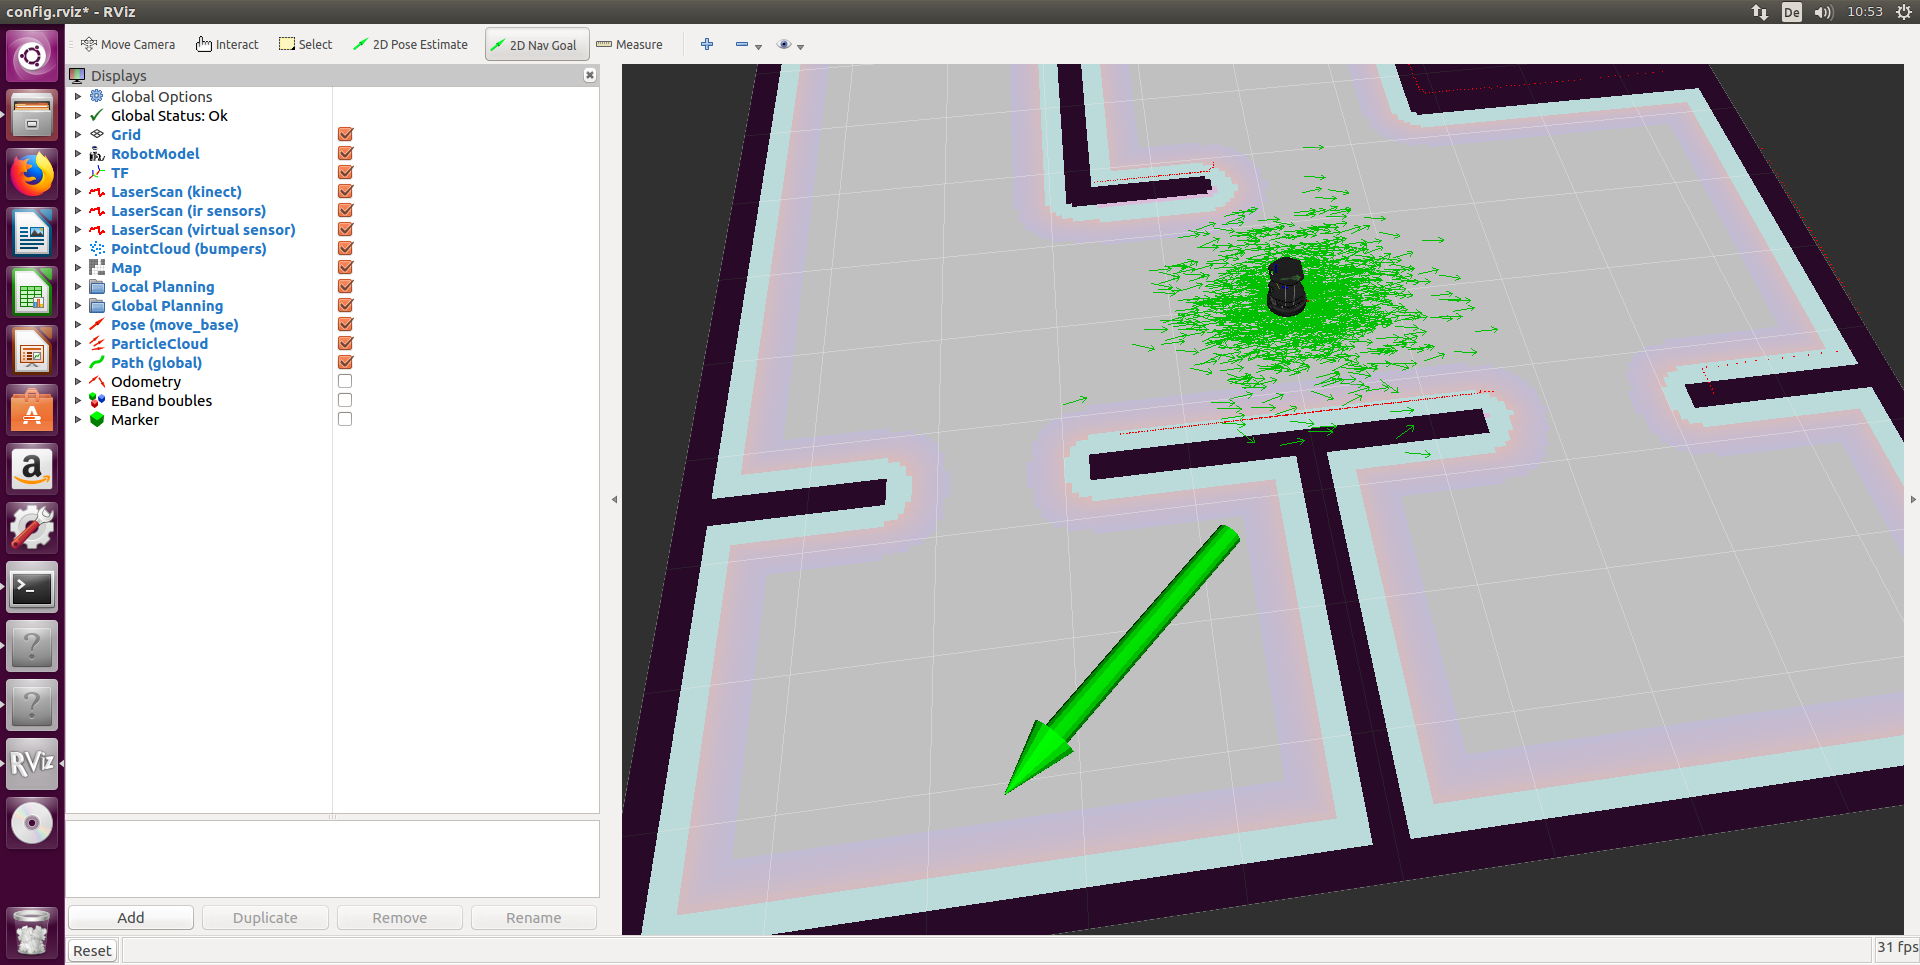 config.rviz* - RViz
De
10:53
Move Camera
Interact
Select
2D Pose Estimate
2D Nav Goal
Measure
Displays
Global Options
Global Status: Ok
Grid
RobotModel
TF
LaserScan (kinect)
LaserScan (ir sensors)
LaserScan (virtual sensor)
PointCloud (bumpers)
Map
Local Planning
Global Planning
Pose (move_base)
ParticleCloud
Path (global)
Odometry
EBand boubles
Marker
a
>_
?
?
RViz
Add
Duplicate
Remove
Rename
Reset
31 fps